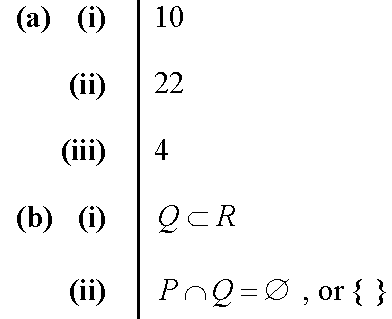 (a) (i) 10
(ii) 22
(iii) 4
(b) (i) Q ⊂ R
(ii) P ∩ Q = ∅ , or { }